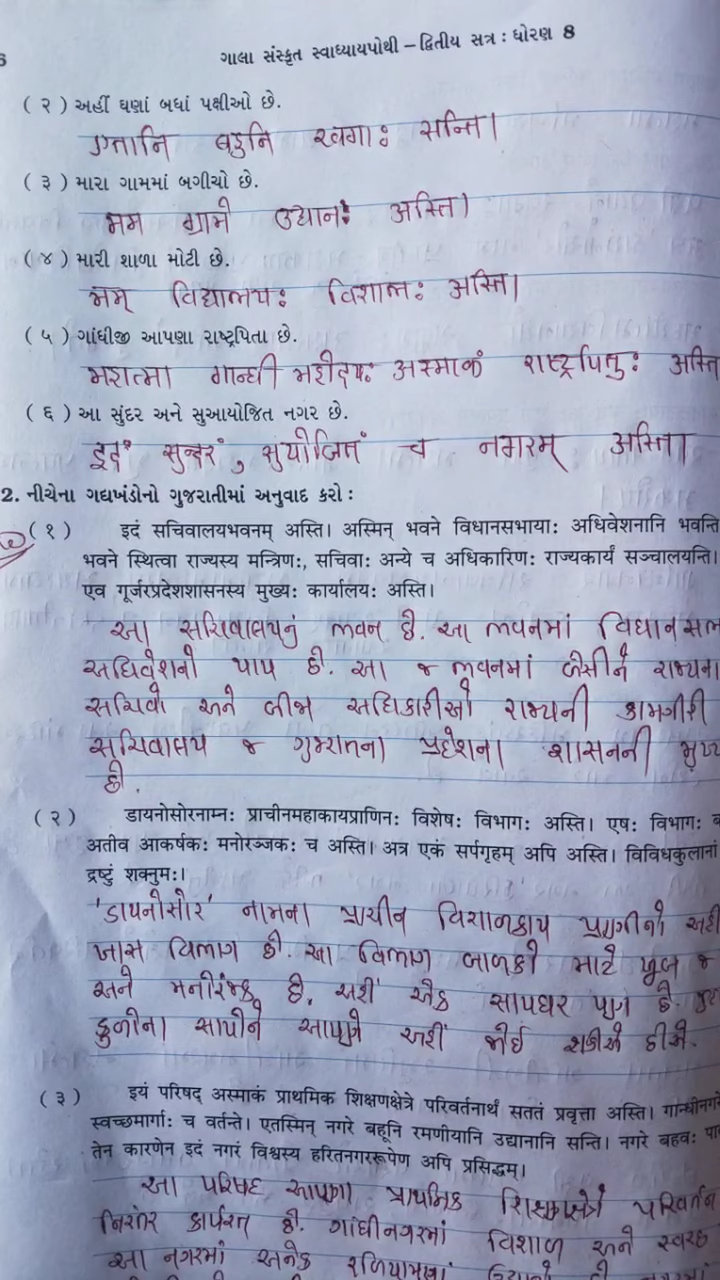 ગાલા સંસ્કૃત સ્વાધ્યાયપોથી – દ્વિતીય સત્ર : ધોરણ 8
( ૨ ) અહીં ઘણાં બધાં પક્ષીઓ છે.
एतानि बहुनि खगाः सन्ति।
( ૩ ) મારા ગામમાં બગીચો છે.
मम ग्रामे उद्यानः अस्ति।
( ૪ ) મારી શાળા મોટી છે.
मम् विद्यालयः विशालः अस्ति।
( ૫ ) ગાંધીજી આપણા રાષ્ટ્રપિતા છે.
महात्मा गान्धी महोदयः अस्माकं राष्ट्रपितुः अस्ति
( ૬ ) આ સુંદર અને સુઆયોજિત નગર છે.
इदं सुन्दरं, सुयोजितं च नगरम् अस्ति।
2. નીચેના ગદ્યખંડોનો ગુજરાતીમાં અનુવાદ કરો :
( ૧ ) इदं सचिवालयभवनम् अस्ति। अस्मिन् भवने विधानसभायाः अधिवेशनानि भवन्ति
भवने स्थित्वा राज्यस्य मन्त्रिणः, सचिवाः अन्ये च अधिकारिणः राज्यकार्यं सञ्चालयन्ति।
एव गूर्जरप्रदेशशासनस्य मुख्यः कार्यालयः अस्ति।
આ સચિવાલયનું ભવન છે. આ ભવનમાં વિધાનસભ
અધિવેશનો થાય છે. આ જ ભવનમાં બેસીને રાજ્યના
સચિવો અને બીજા અધિકારીઓ રાજ્યની કામગીરી
સચિવાલય જ ગુજરાતના પ્રદેશના શાસનની મુખ્ય
છે.
( ૨ ) डायनोसोरनाम्नः प्राचीनमहाकायप्राणिनः विशेषः विभागः अस्ति। एषः विभागः ब
अतीव आकर्षकः मनोरञ्जकः च अस्ति। अत्र एकं सर्पगृहम् अपि अस्ति। विविधकुलानां
द्रष्टुं शक्नुमः।
'ડાયનોસોર' નામના પ્રાચીન વિશાળકાય પ્રાણીનો અહીં
ખાસ વિભાગ છે. આ વિભાગ બાળકો માટે ખૂબ જ
અને મનોરંજક છે, અહીં એક સાપઘર પણ છે.
કુળોના સાપોને આપણે અહીં જોઈ શકીએ છીએ.
( ૩ ) इयं परिषद् अस्माकं प्राथमिक शिक्षणक्षेत्रे परिवर्तनार्थं सततं प्रवृत्ता अस्ति। गान्धीनगरे
स्वच्छमार्गाः च वर्तन्ते। एतस्मिन् नगरे बहूनि रमणीयानि उद्यानानि सन्ति। नगरे बहवः पा
तेन कारणेन इदं नगरं विश्वस्य हरितनगररूपेण अपि प्रसिद्धम्।
આ પરિષદ આપણા પ્રાથમિક શિક્ષણક્ષેત્રે પરિવર્તન
નિરંતર કાર્યરત છે. ગાંધીનગરમાં વિશાળ અને સ્વચ્છ
આ નગરમાં અનેક રળિયામણાં